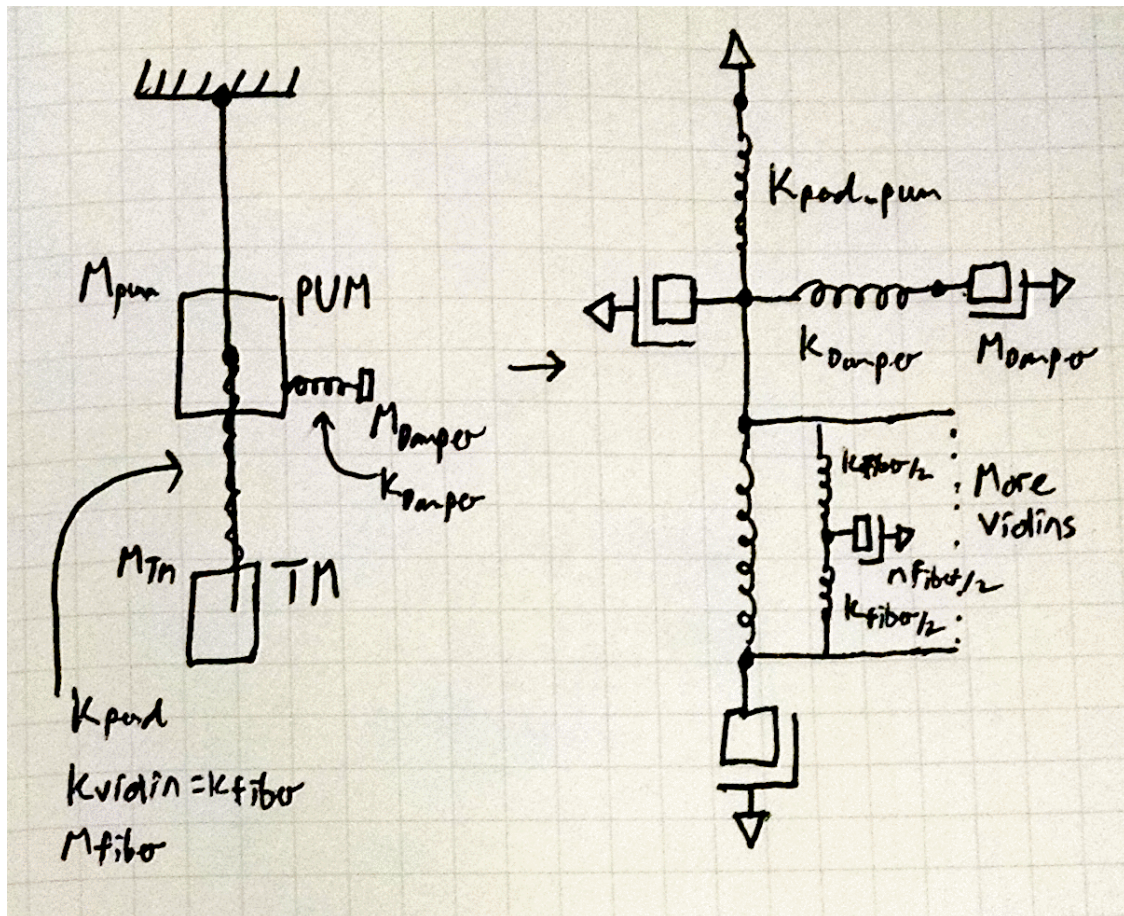 Mpum
PUM
MDamper
KDamper
MTM
TM
Kpend
Kviolin = Kfiber
Mfiber
Kpend-pum
KDamper
MDamper
Kfiber/2
More
Violins
mfiber/2
Kfiber/2